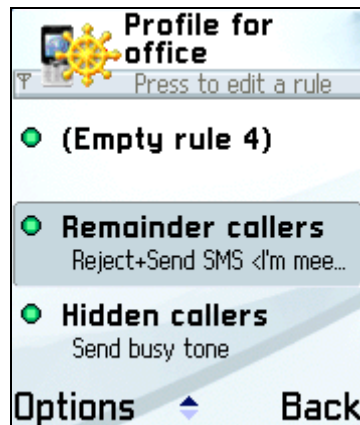 Profile for
office
Press to edit a rule
(Empty rule 4)
Remainder callers
Reject+Send SMS <I'm mee...
Hidden callers
Send busy tone
Options Back